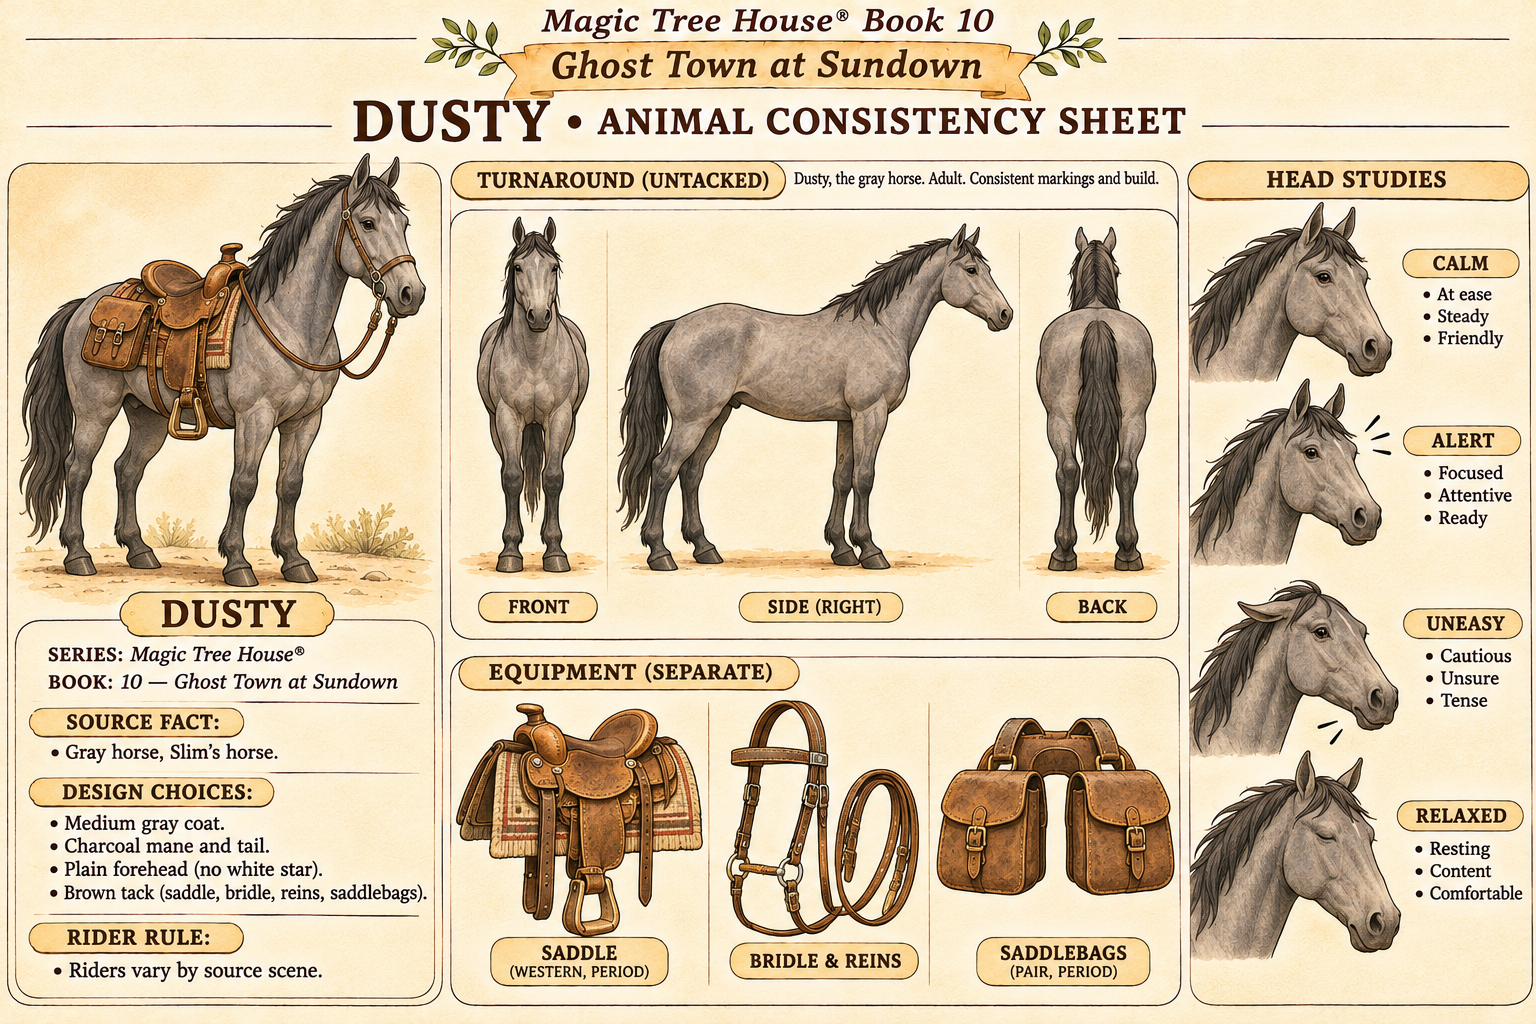 Magic Tree House® Book 10
Ghost Town at Sundown
DUSTY • ANIMAL CONSISTENCY SHEET
DUSTY
SERIES: Magic Tree House®
BOOK: 10 — Ghost Town at Sundown
SOURCE FACT:
• Gray horse, Slim's horse.
DESIGN CHOICES:
• Medium gray coat.
• Charcoal mane and tail.
• Plain forehead (no white star).
• Brown tack (saddle, bridle, reins, saddlebags).
RIDER RULE:
• Riders vary by source scene.
TURNAROUND (UNTACKED)
Dusty, the gray horse. Adult. Consistent markings and build.
FRONT
SIDE (RIGHT)
BACK
EQUIPMENT (SEPARATE)
SADDLE
(WESTERN, PERIOD)
BRIDLE & REINS
SADDLEBAGS
(PAIR, PERIOD)
HEAD STUDIES
CALM
• At ease
• Steady
• Friendly
ALERT
• Focused
• Attentive
• Ready
UNEASY
• Cautious
• Unsure
• Tense
RELAXED
• Resting
• Content
• Comfortable